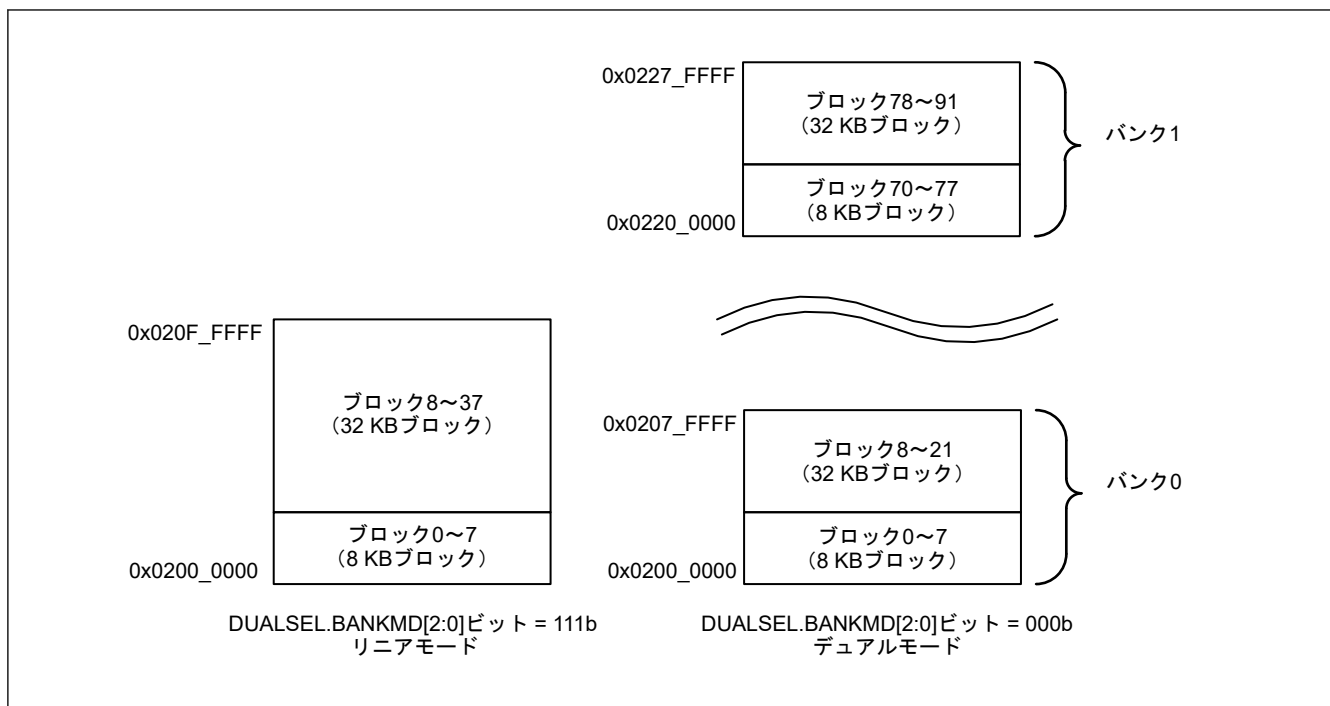 0x0227_FFFF
ブロック78～91
（32 KBブロック）
バンク1
ブロック70～77
（8 KBブロック）
0x0220_0000
0x020F_FFFF
ブロック8～37
（32 KBブロック）
ブロック0～7
（8 KBブロック）
0x0200_0000
0x0207_FFFF
ブロック8～21
（32 KBブロック）
バンク0
ブロック0～7
（8 KBブロック）
0x0200_0000
DUALSEL.BANKMD[2:0]ビット = 111b
リニアモード
DUALSEL.BANKMD[2:0]ビット = 000b
デュアルモード